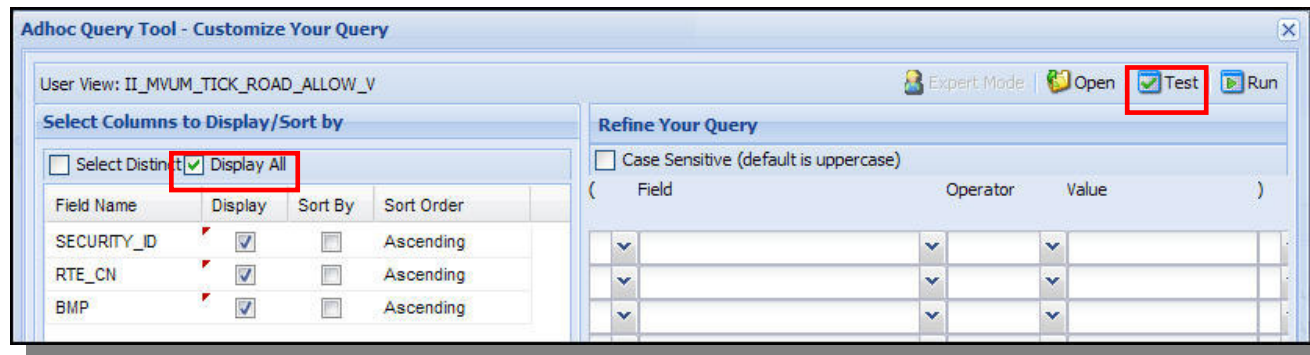 Adhoc Query Tool - Customize Your Query
User View: II_MVUM_TICK_ROAD_ALLOW_V
Expert Mode Open Test Run
Select Columns to Display/Sort by
Select Distinct Display All
Field Name Display Sort By Sort Order
SECURITY_ID Ascending
RTE_CN Ascending
BMP Ascending
Refine Your Query
Case Sensitive (default is uppercase)
( Field Operator Value )